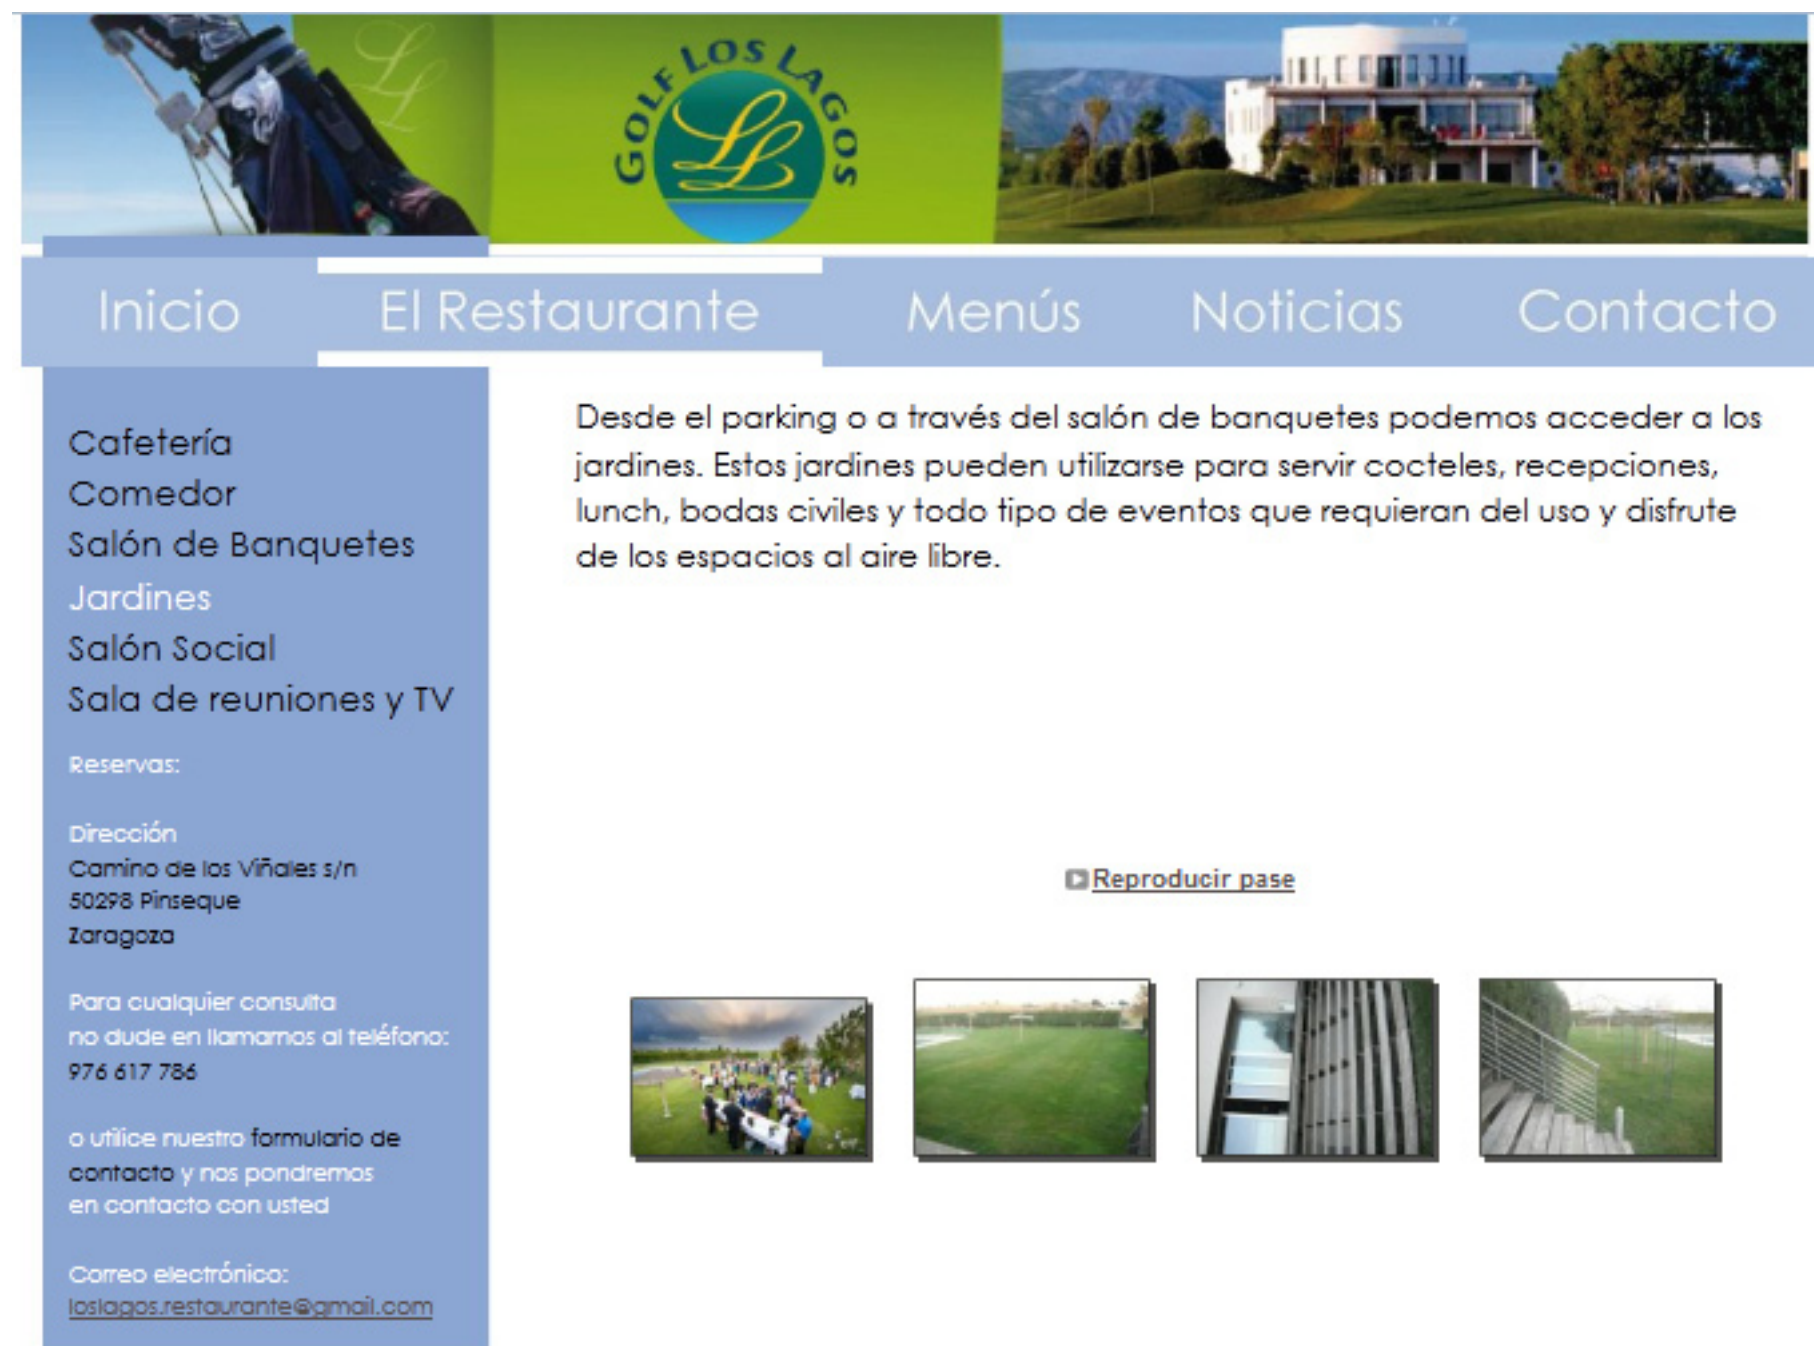 GOLF LOS LAGOS
LL
Inicio El Restaurante Menús Noticias Contacto
Cafetería
Comedor
Salón de Banquetes
Jardines
Salón Social
Sala de reuniones y TV
Reservas:
Dirección
Camino de los Viñales s/n
50298 Pinseque
Zaragoza
Para cualquier consulta
no dude en llamarnos al teléfono:
976 617 786
o utilice nuestro formulario de
contacto y nos pondremos
en contacto con usted
Correo electrónico:
loslagos.restaurante@gmail.com
Desde el parking o a través del salón de banquetes podemos acceder a los
jardines. Estos jardines pueden utilizarse para servir cocteles, recepciones,
lunch, bodas civiles y todo tipo de eventos que requieran del uso y disfrute
de los espacios al aire libre.
Reproducir pase